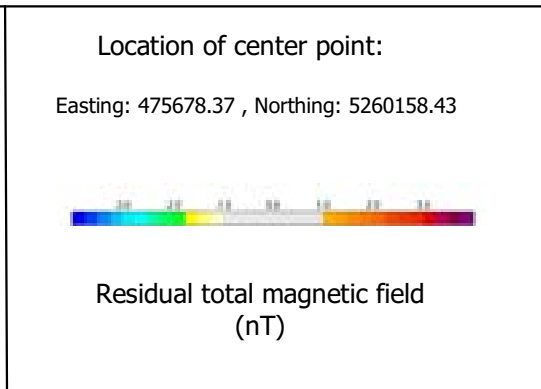 Location of center point:
Easting: 475678.37 , Northing: 5260158.43
Residual total magnetic field
(nT)